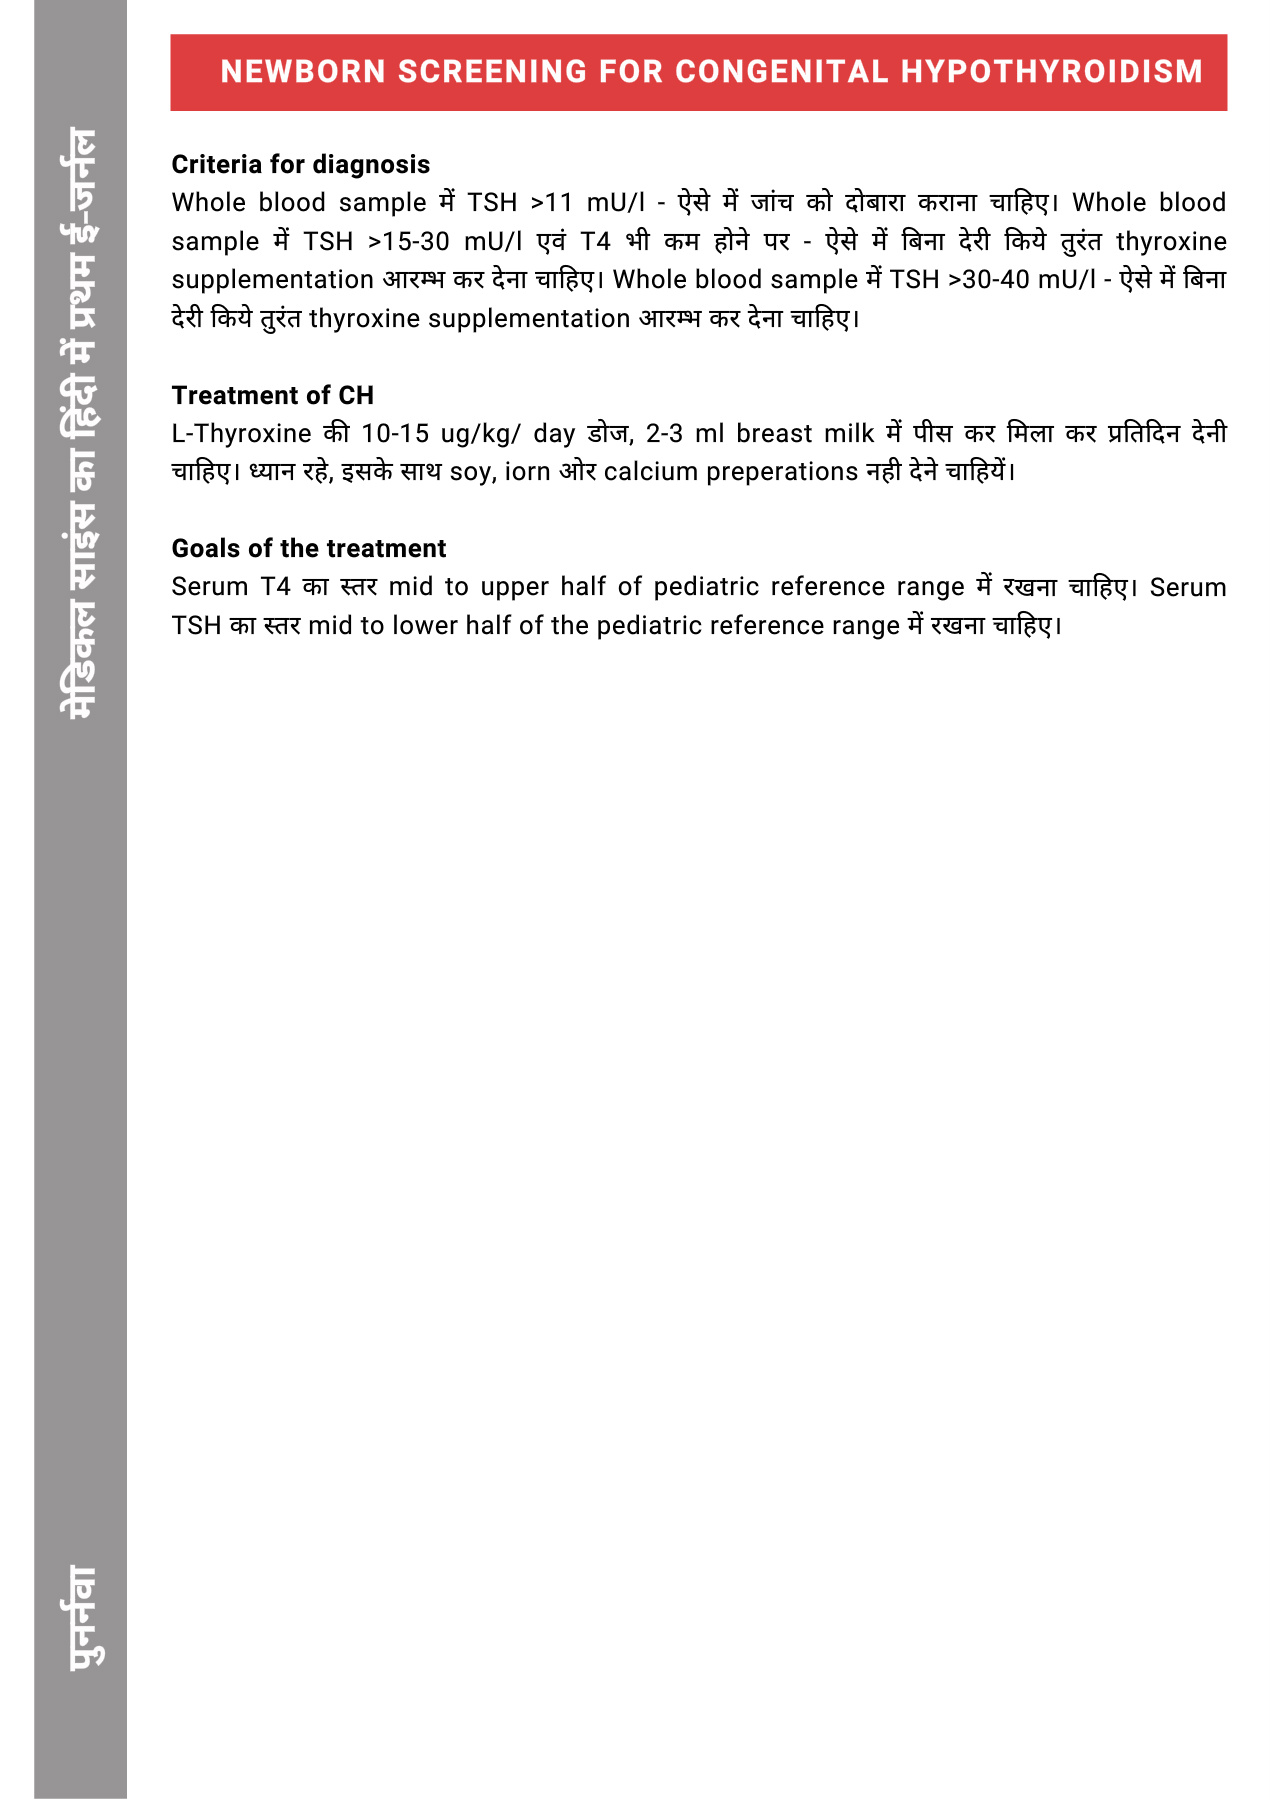 NEWBORN SCREENING FOR CONGENITAL HYPOTHYROIDISM
Criteria for diagnosis
Whole blood sample में TSH >11 mU/l - ऐसे में जांच को दोबारा कराना चाहिए। Whole blood
sample में TSH >15-30 mU/l एवं T4 भी कम होने पर - ऐसे में बिना देरी किये तुरंत thyroxine
supplementation आरम्भ कर देना चाहिए। Whole blood sample में TSH >30-40 mU/l - ऐसे में बिना
देरी किये तुरंत thyroxine supplementation आरम्भ कर देना चाहिए।
Treatment of CH
L-Thyroxine की 10-15 ug/kg/ day डोज, 2-3 ml breast milk में पीस कर मिला कर प्रतिदिन देनी
चाहिए। ध्यान रहे, इसके साथ soy, iorn ओर calcium preperations नही देने चाहियें।
Goals of the treatment
Serum T4 का स्तर mid to upper half of pediatric reference range में रखना चाहिए। Serum
TSH का स्तर mid to lower half of the pediatric reference range में रखना चाहिए।
मेडिकल साइंस का हिंदी में प्रथम ई-जर्नल
पुनर्नवा